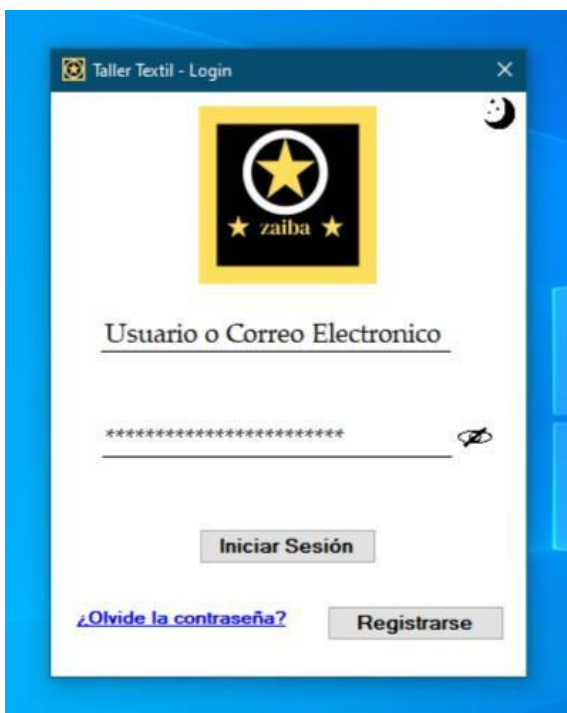 Taller Textil - Login
zaiba
Usuario o Correo Electronico
************************
Iniciar Sesión
¿Olvide la contraseña?
Registrarse